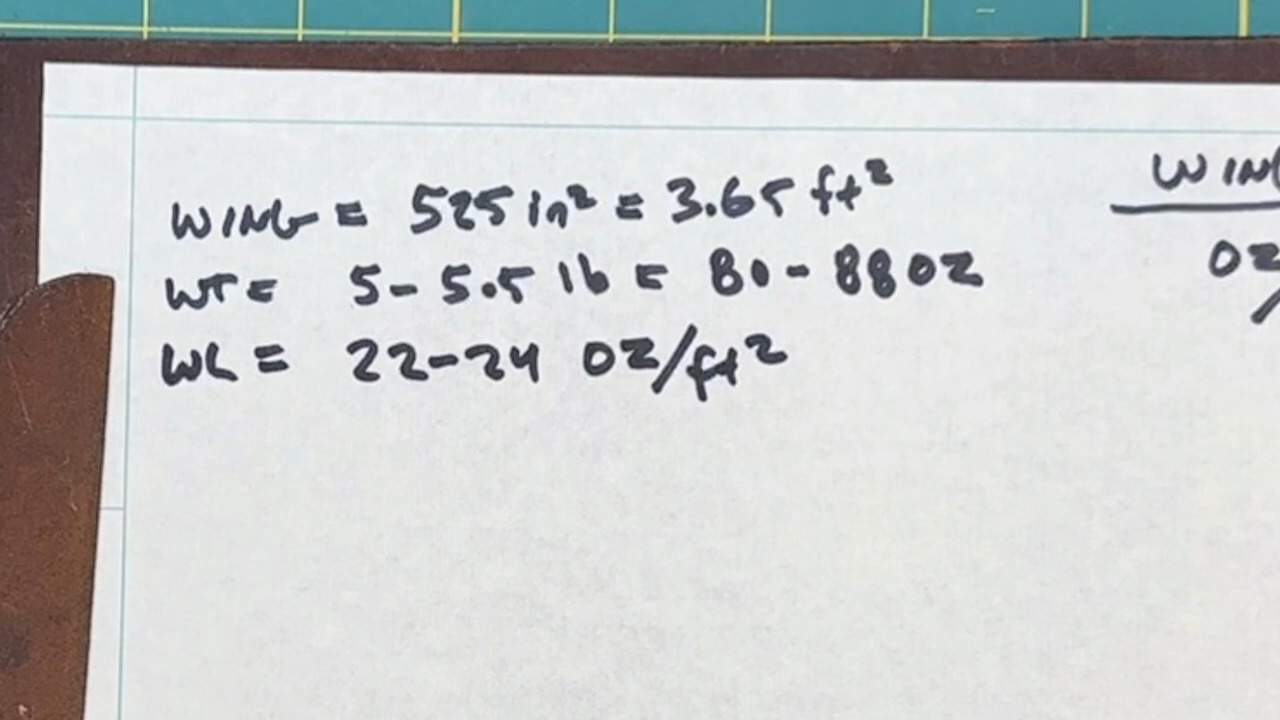 WING = 525 in² = 3.65 ft²
WT = 5 - 5.5 lb = 80 - 88 oz
WL = 22-24 oz/ft²